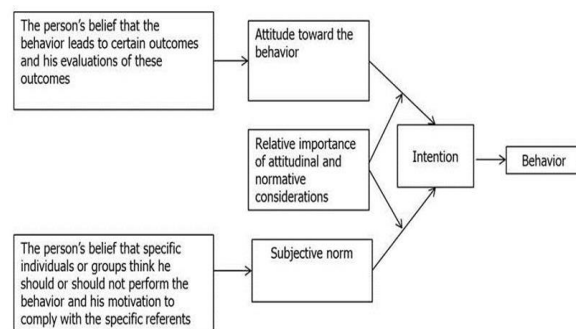 The person's belief that the
behavior leads to certain outcomes
and his evaluations of these
outcomes
Attitude toward the
behavior
Relative importance
of attitudinal and
normative
considerations
Intention
Behavior
The person's belief that specific
individuals or groups think he
should or should not perform the
behavior and his motivation to
comply with the specific referents
Subjective norm